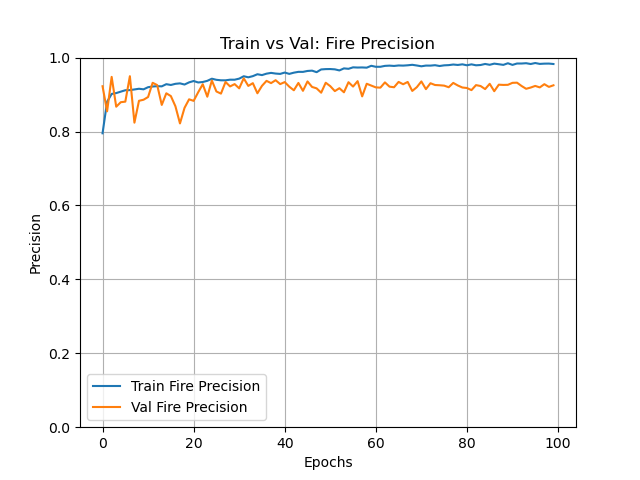 Train vs Val: Fire Precision
1.0
0.8
0.6
0.4
0.2
0.0
Precision
Train Fire Precision
Val Fire Precision
0 20 40 60 80 100
Epochs